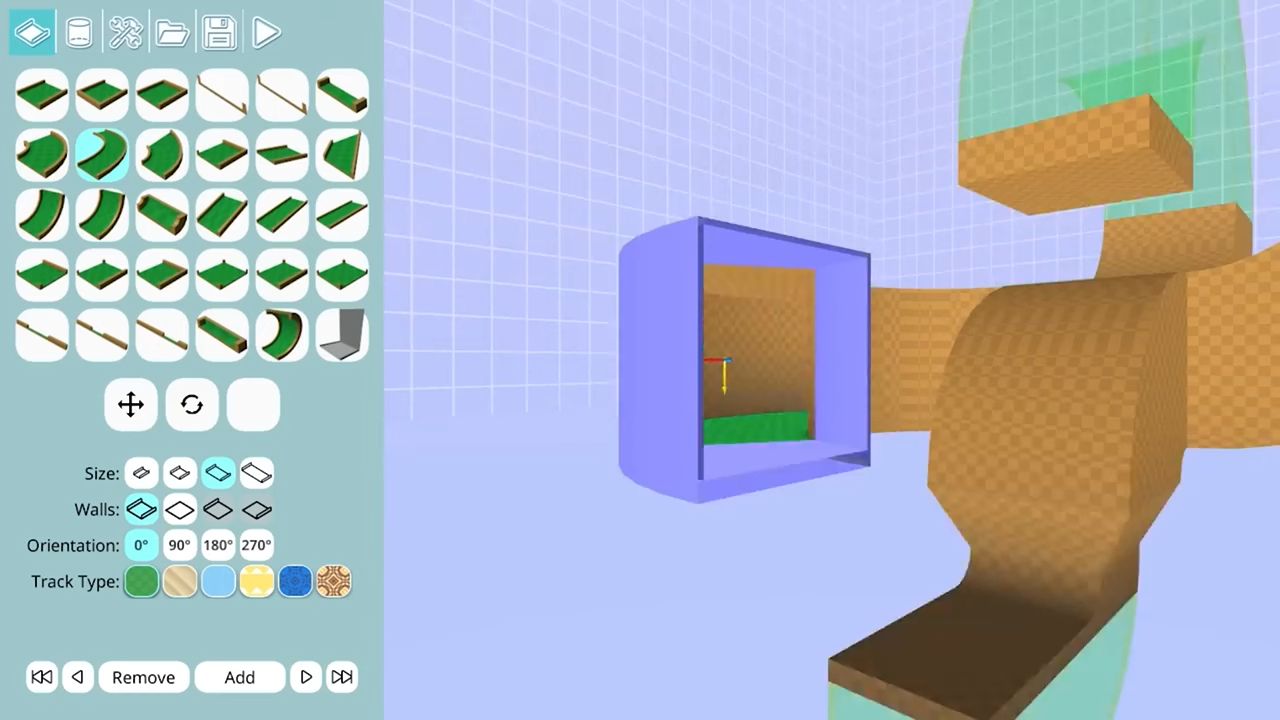 Size:
Walls:
Orientation: 0° 90° 180° 270°
Track Type:
Remove Add